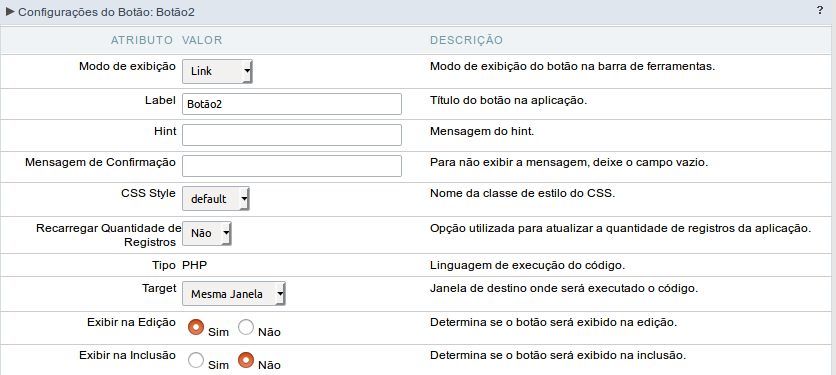 Configurações do Botão: Botão2 ?
ATRIBUTO VALOR DESCRIÇÃO
Modo de exibição Link Modo de exibição do botão na barra de ferramentas.
Label Botão2 Título do botão na aplicação.
Hint Mensagem do hint.
Mensagem de Confirmação Para não exibir a mensagem, deixe o campo vazio.
CSS Style default Nome da classe de estilo do CSS.
Recarregar Quantidade de Registros Não Opção utilizada para atualizar a quantidade de registros da aplicação.
Tipo PHP Linguagem de execução do código.
Target Mesma Janela Janela de destino onde será executado o código.
Exibir na Edição Sim Não Determina se o botão será exibido na edição.
Exibir na Inclusão Sim Não Determina se o botão será exibido na inclusão.